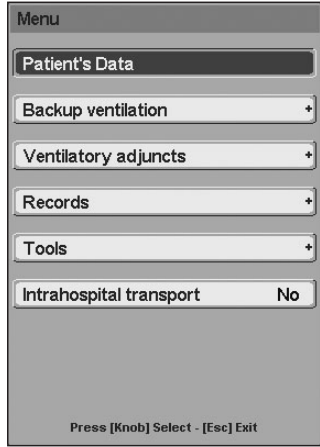 Menu
Patient's Data
Backup ventilation +
Ventilatory adjuncts +
Records +
Tools +
Intrahospital transport No
Press [Knob] Select - [Esc] Exit